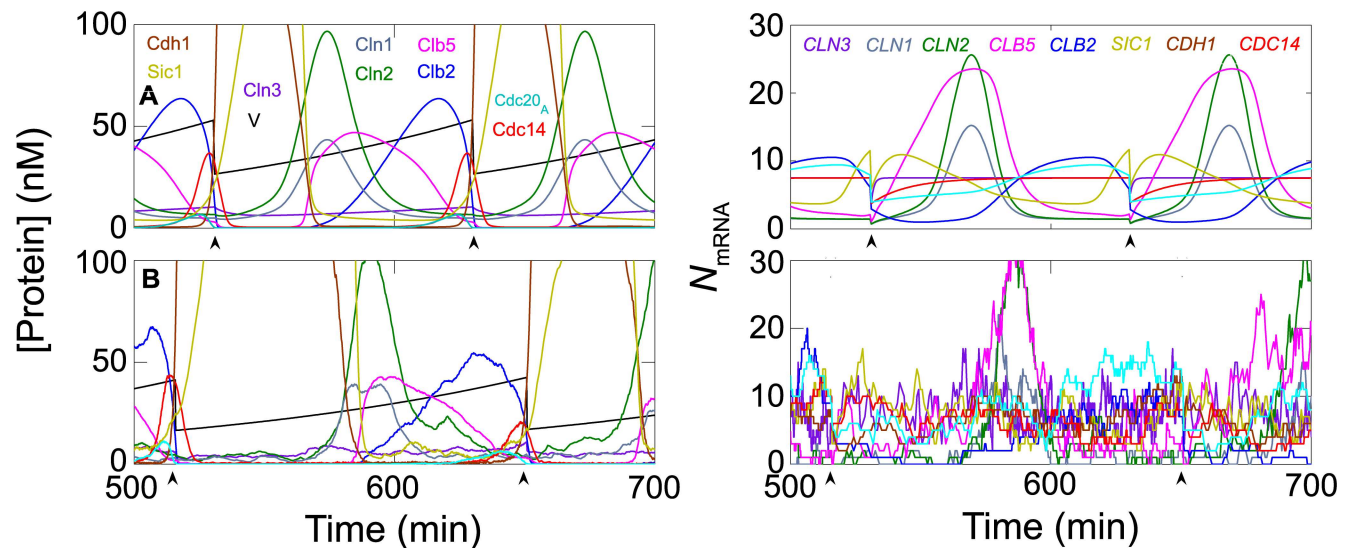 [Protein] (nM)
100
50
0
Cdh1
Sic1
A
Cln3
V
Cln1
Cln2
Clb5
Clb2
Cdc20A
Cdc14
100
50
0
B
500
600
700
Time (min)
NmRNA
30
20
10
0
CLN3 CLN1 CLN2 CLB5 CLB2 SIC1 CDH1 CDC14
30
20
10
0
500
600
700
Time (min)